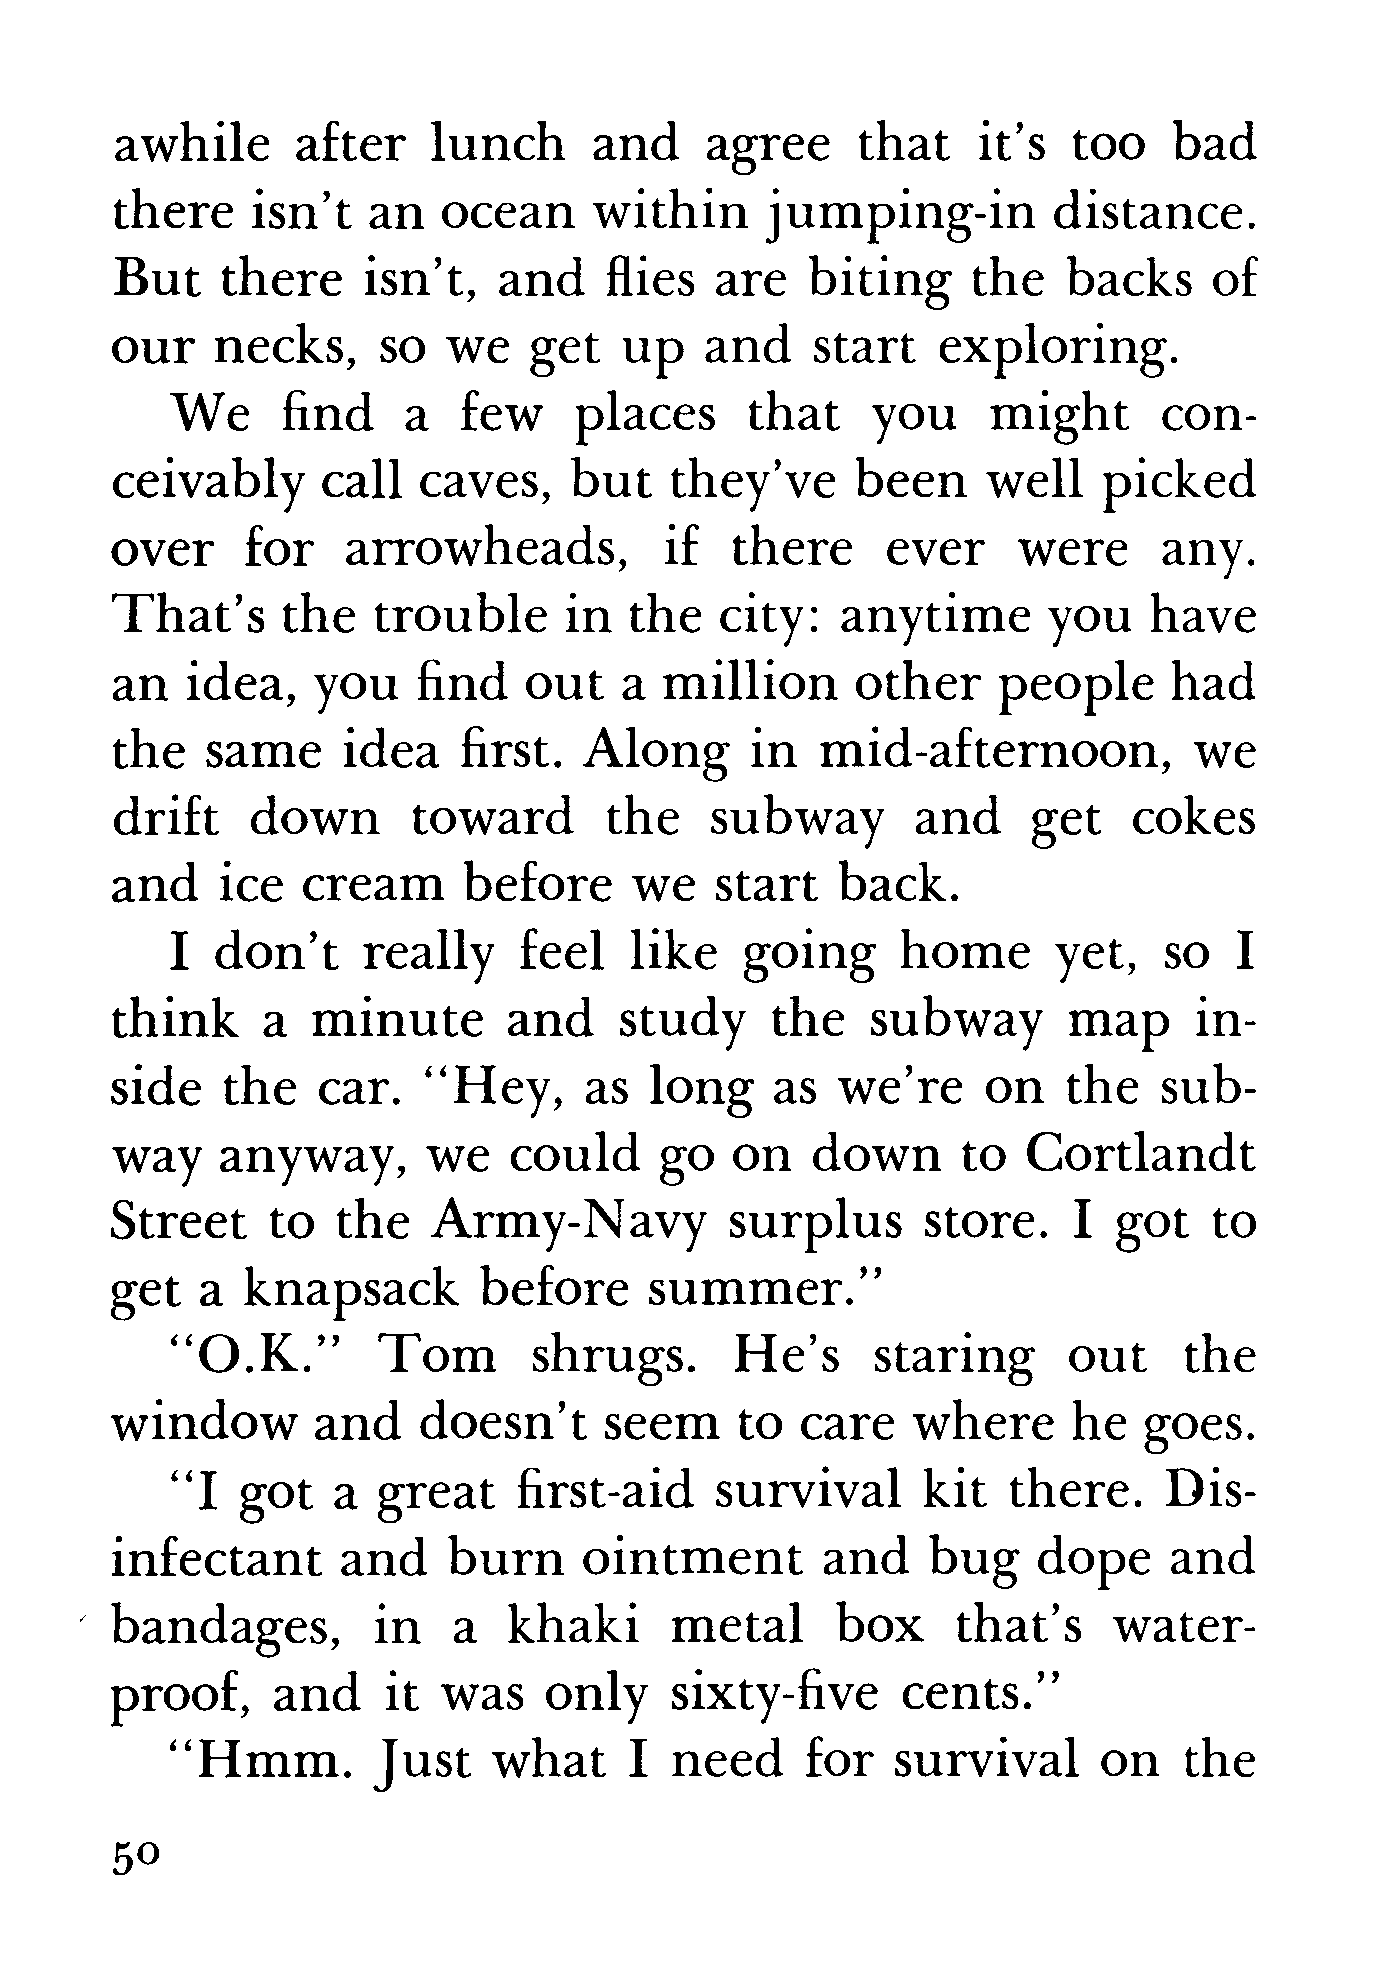 awhile after lunch and agree that it's too bad
there isn't an ocean within jumping-in distance.
But there isn't, and flies are biting the backs of
our necks, so we get up and start exploring.
We find a few places that you might con-
ceivably call caves, but they've been well picked
over for arrowheads, if there ever were any.
That's the trouble in the city: anytime you have
an idea, you find out a million other people had
the same idea first. Along in mid-afternoon, we
drift down toward the subway and get cokes
and ice cream before we start back.
I don't really feel like going home yet, so I
think a minute and study the subway map in-
side the car. "Hey, as long as we're on the sub-
way anyway, we could go on down to Cortlandt
Street to the Army-Navy surplus store. I got to
get a knapsack before summer."
"O.K." Tom shrugs. He's staring out the
window and doesn't seem to care where he goes.
"I got a great first-aid survival kit there. Dis-
infectant and burn ointment and bug dope and
bandages, in a khaki metal box that's water-
proof, and it was only sixty-five cents."
"Hmm. Just what I need for survival on the
50